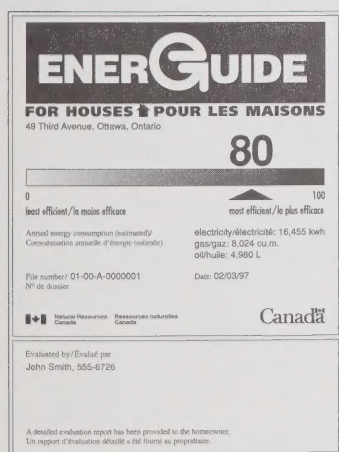 ENERGUIDE
FOR HOUSES POUR LES MAISONS
49 Third Avenue, Ottawa, Ontario
80
0 100
least efficient/le moins efficace most efficient/le plus efficace
Annual energy consumption (estimated)/ electricity/électricité: 16,455 kwh
Consommation annuelle d'énergie (estimée) gas/gaz: 8,024 cu.m.
oil/huile: 4,980 L
File number/ 01-00-A-0000001 Date: 02/03/97
Nº de dossier
Natural Resources Ressources naturelles
Canada Canada Canada
Evaluated by/Évalué par
John Smith, 555-6726
A detailed evaluation report has been provided to the homeowner.
Un rapport d'évaluation détaillé a été fourni au propriétaire.